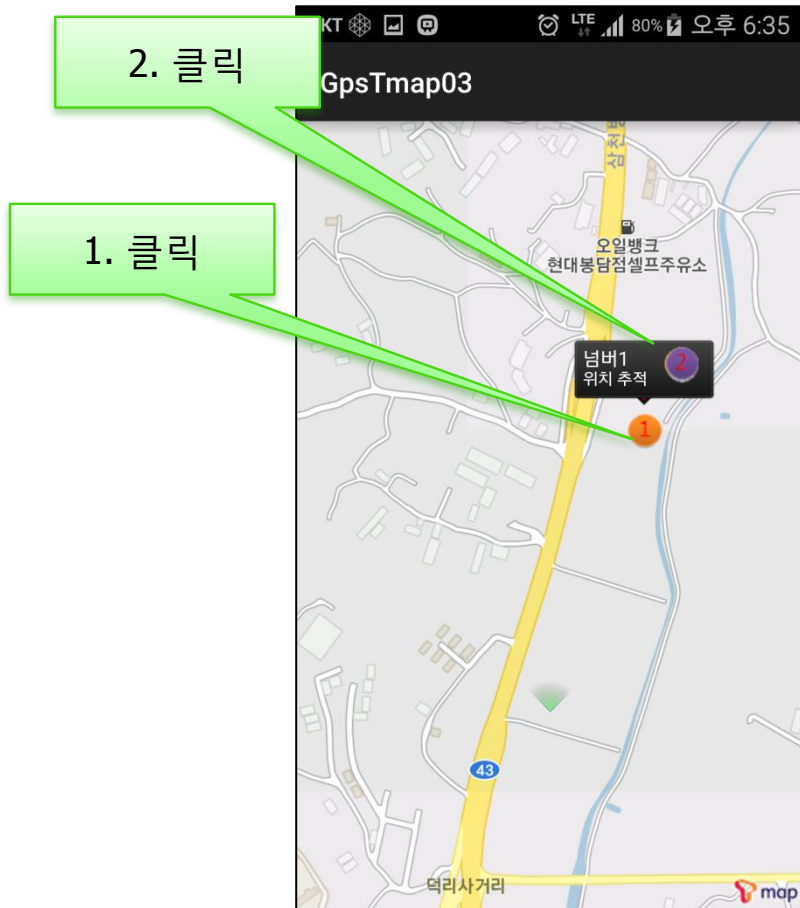 2. 클릭
1. 클릭
KT LTE 80% 오후 6:35
GpsTmap03
오일뱅크
현대봉담점셀프주유소
넘버1
위치 추적
2
1
43
덕리사거리
T map